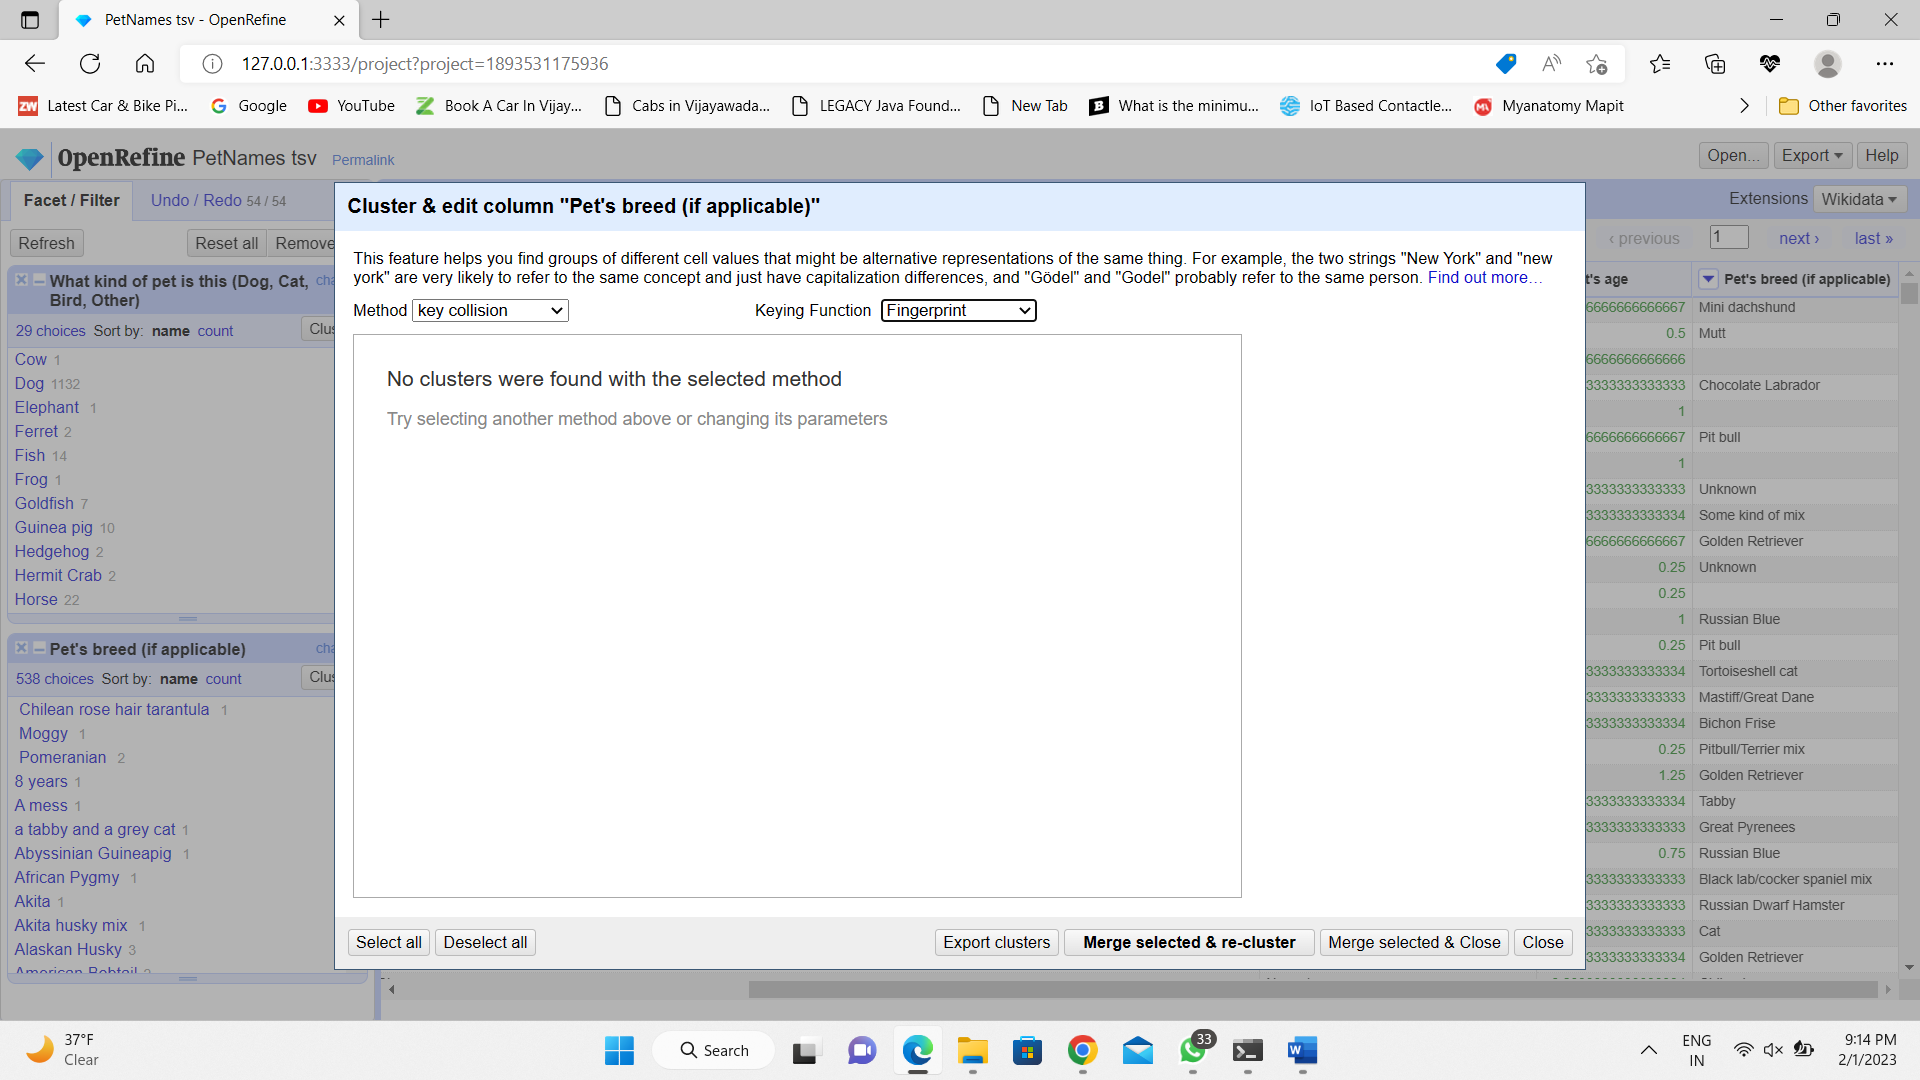 PetNames tsv - OpenRefine
127.0.0.1:3333/project?project=1893531175936
Latest Car & Bike Pi...
Google
YouTube
Book A Car In Vijay...
Cabs in Vijayawada...
LEGACY Java Found...
New Tab
What is the minimu...
IoT Based Contactle...
Myanatomy Mapit
Other favorites
OpenRefine PetNames tsv Permalink
Open... Export Help
Facet / Filter
Undo / Redo 54 / 54
Extensions Wikidata
Refresh
Reset all Remove
‹ previous 1 next › last »
What kind of pet is this (Dog, Cat, Bird, Other)
29 choices Sort by: name count
Cow 1
Dog 1132
Elephant 1
Ferret 2
Fish 14
Frog 1
Goldfish 7
Guinea pig 10
Hedgehog 2
Hermit Crab 2
Horse 22
Pet's breed (if applicable)
538 choices Sort by: name count
Chilean rose hair tarantula 1
Moggy 1
Pomeranian 2
8 years 1
A mess 1
a tabby and a grey cat 1
Abyssinian Guineapig 1
African Pygmy 1
Akita 1
Akita husky mix 1
Alaskan Husky 3
American Bobtail
Cluster & edit column "Pet's breed (if applicable)"
This feature helps you find groups of different cell values that might be alternative representations of the same thing. For example, the two strings "New York" and "new
york" are very likely to refer to the same concept and just have capitalization differences, and "Gödel" and "Godel" probably refer to the same person. Find out more...
Method key collision
Keying Function Fingerprint
No clusters were found with the selected method
Try selecting another method above or changing its parameters
Select all Deselect all
Export clusters Merge selected & re-cluster Merge selected & Close Close
t's age Pet's breed (if applicable)
6666666666667 Mini dachshund
0.5 Mutt
6666666666666
3333333333333 Chocolate Labrador
1
6666666666667 Pit bull
1
3333333333333 Unknown
3333333333334 Some kind of mix
6666666666667 Golden Retriever
0.25 Unknown
0.25
1 Russian Blue
0.25 Pit bull
3333333333334 Tortoiseshell cat
3333333333333 Mastiff/Great Dane
3333333333334 Bichon Frise
0.25 Pitbull/Terrier mix
1.25 Golden Retriever
3333333333334 Tabby
3333333333333 Great Pyrenees
0.75 Russian Blue
3333333333333 Black lab/cocker spaniel mix
3333333333333 Russian Dwarf Hamster
3333333333333 Cat
3333333333334 Golden Retriever
37°F
Clear
Search
33
ENG
IN
9:14 PM
2/1/2023